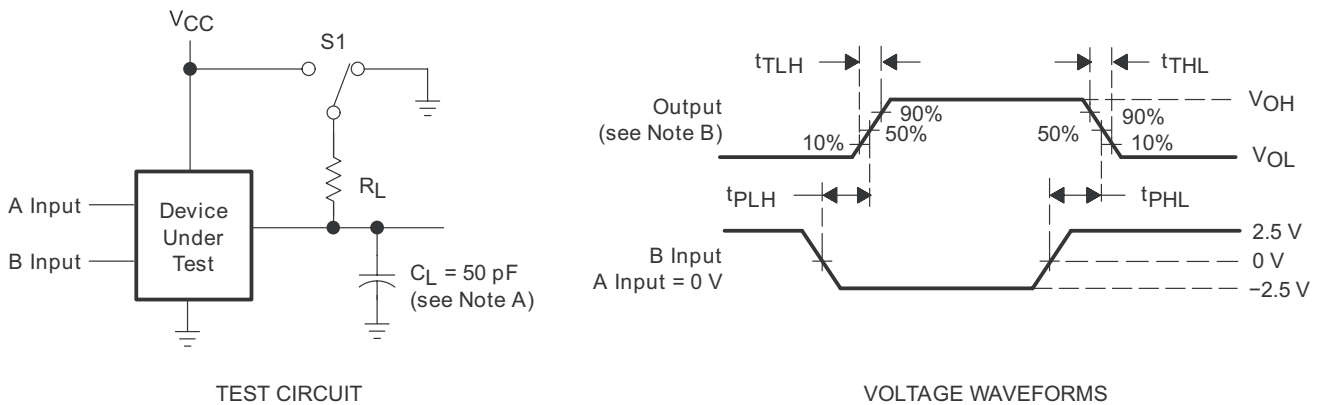 VCC
S1
RL
A Input
B Input
Device
Under
Test
CL = 50 pF
(see Note A)
TEST CIRCUIT
tTLH
tTHL
Output
(see Note B)
10%
90%
50%
50%
90%
10%
VOH
VOL
tPLH
tPHL
B Input
A Input = 0 V
2.5 V
0 V
−2.5 V
VOLTAGE WAVEFORMS